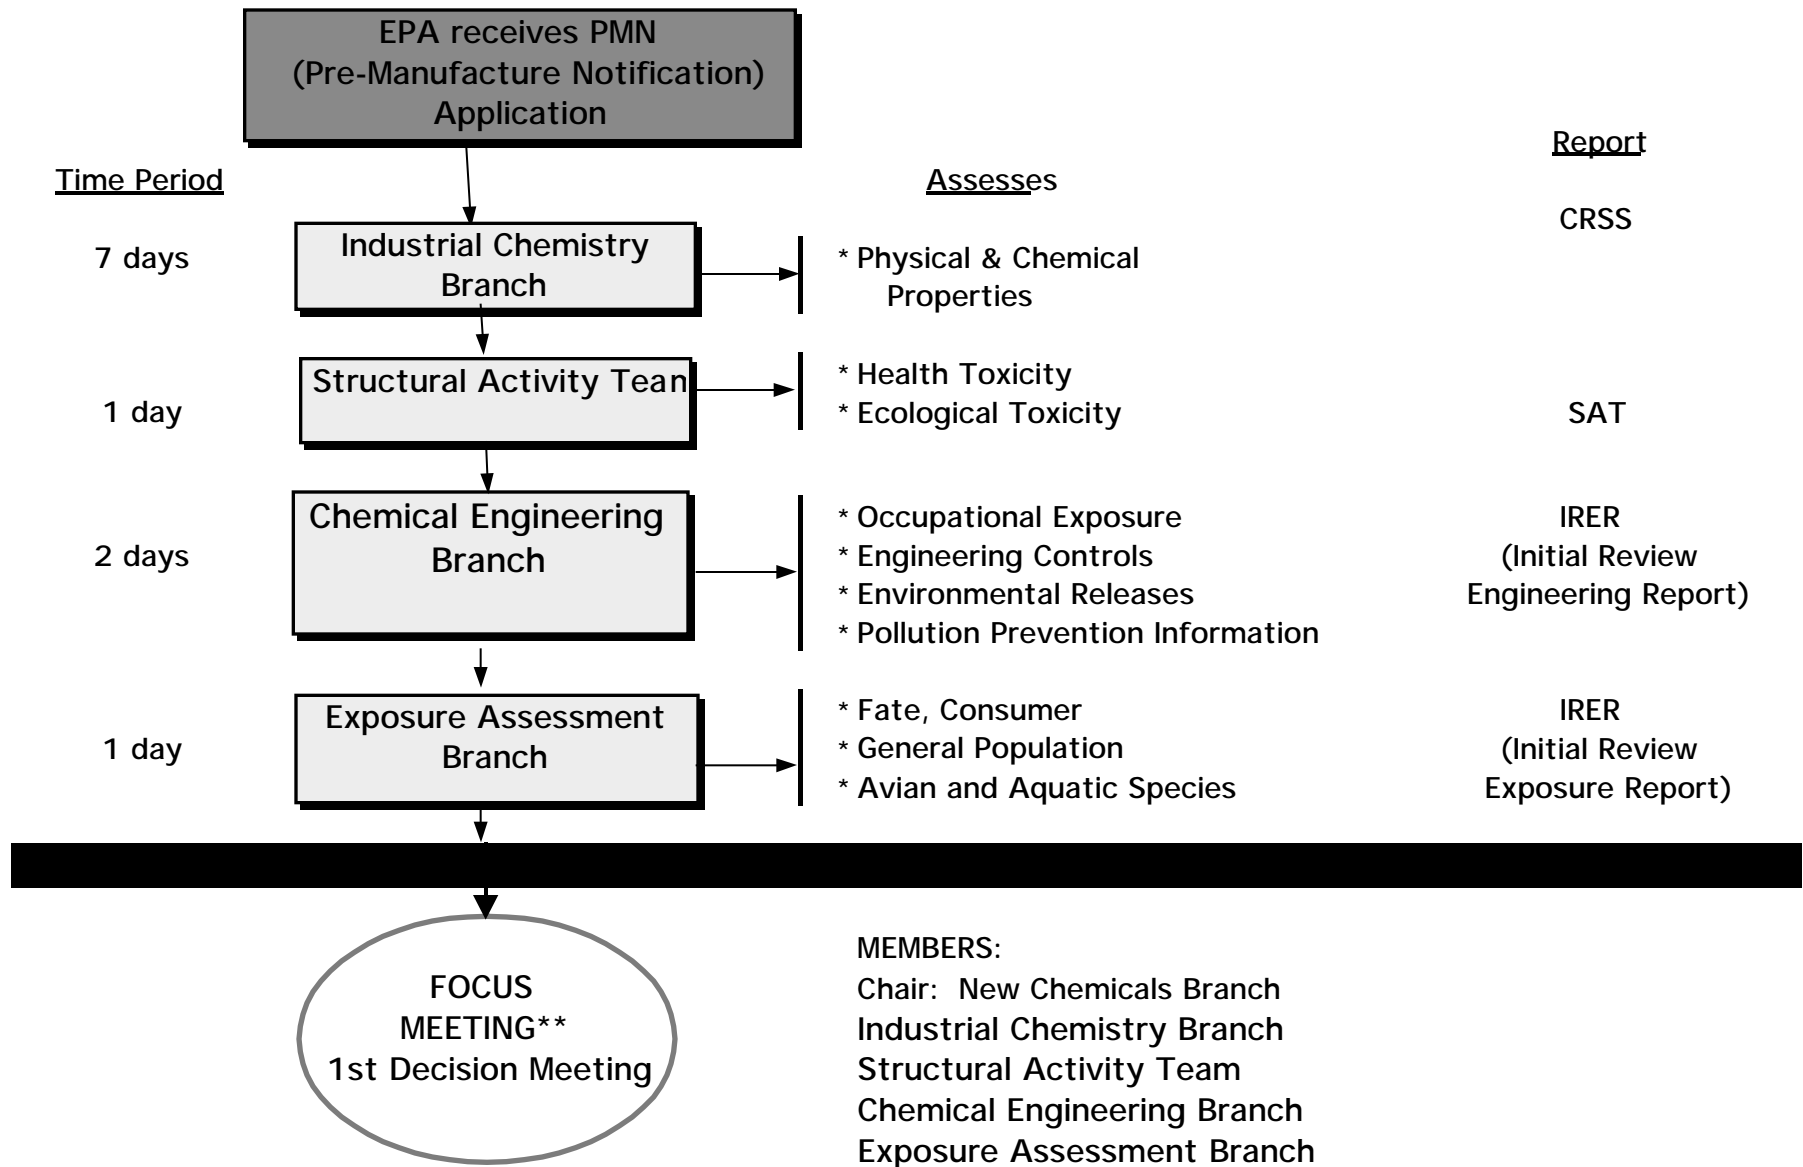 EPA receives PMN
(Pre-Manufacture Notification)
Application
Report
Time Period
Assesses
CRSS
7 days
Industrial Chemistry
Branch
* Physical & Chemical
Properties
1 day
Structural Activity Team
* Health Toxicity
* Ecological Toxicity
SAT
2 days
Chemical Engineering
Branch
* Occupational Exposure
* Engineering Controls
* Environmental Releases
* Pollution Prevention Information
IRER
(Initial Review
Engineering Report)
1 day
Exposure Assessment
Branch
* Fate, Consumer
* General Population
* Avian and Aquatic Species
IRER
(Initial Review
Exposure Report)
FOCUS
MEETING**
1st Decision Meeting
MEMBERS:
Chair: New Chemicals Branch
Industrial Chemistry Branch
Structural Activity Team
Chemical Engineering Branch
Exposure Assessment Branch